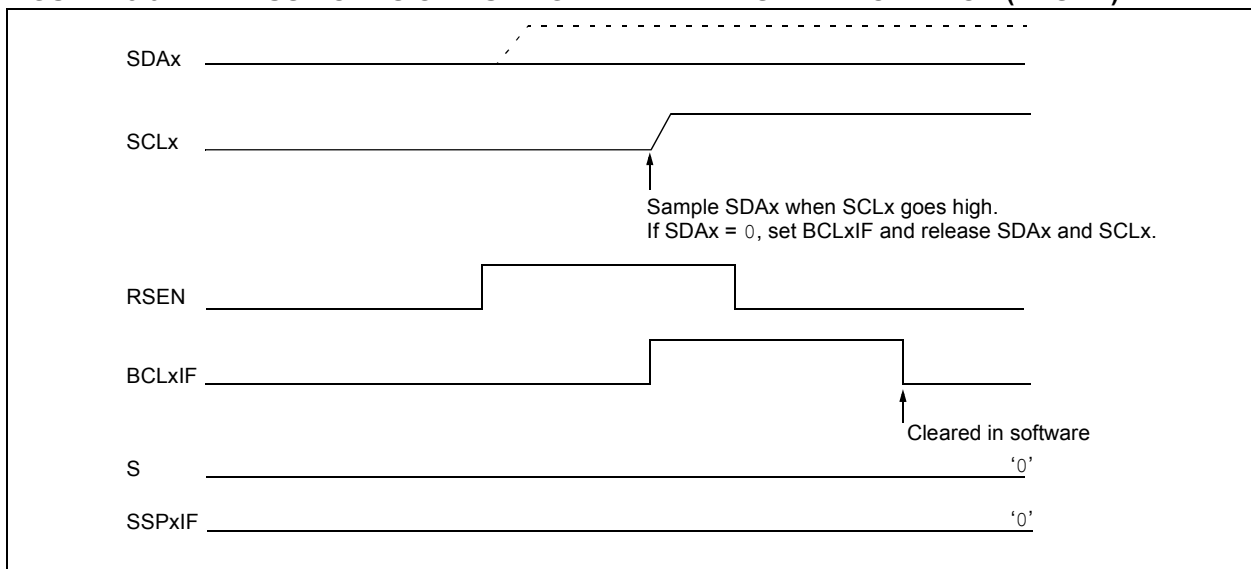 SDAx
SCLx
Sample SDAx when SCLx goes high.
If SDAx = 0, set BCLxIF and release SDAx and SCLx.
RSEN
BCLxIF
Cleared in software
S
‘0’
SSPxIF
‘0’